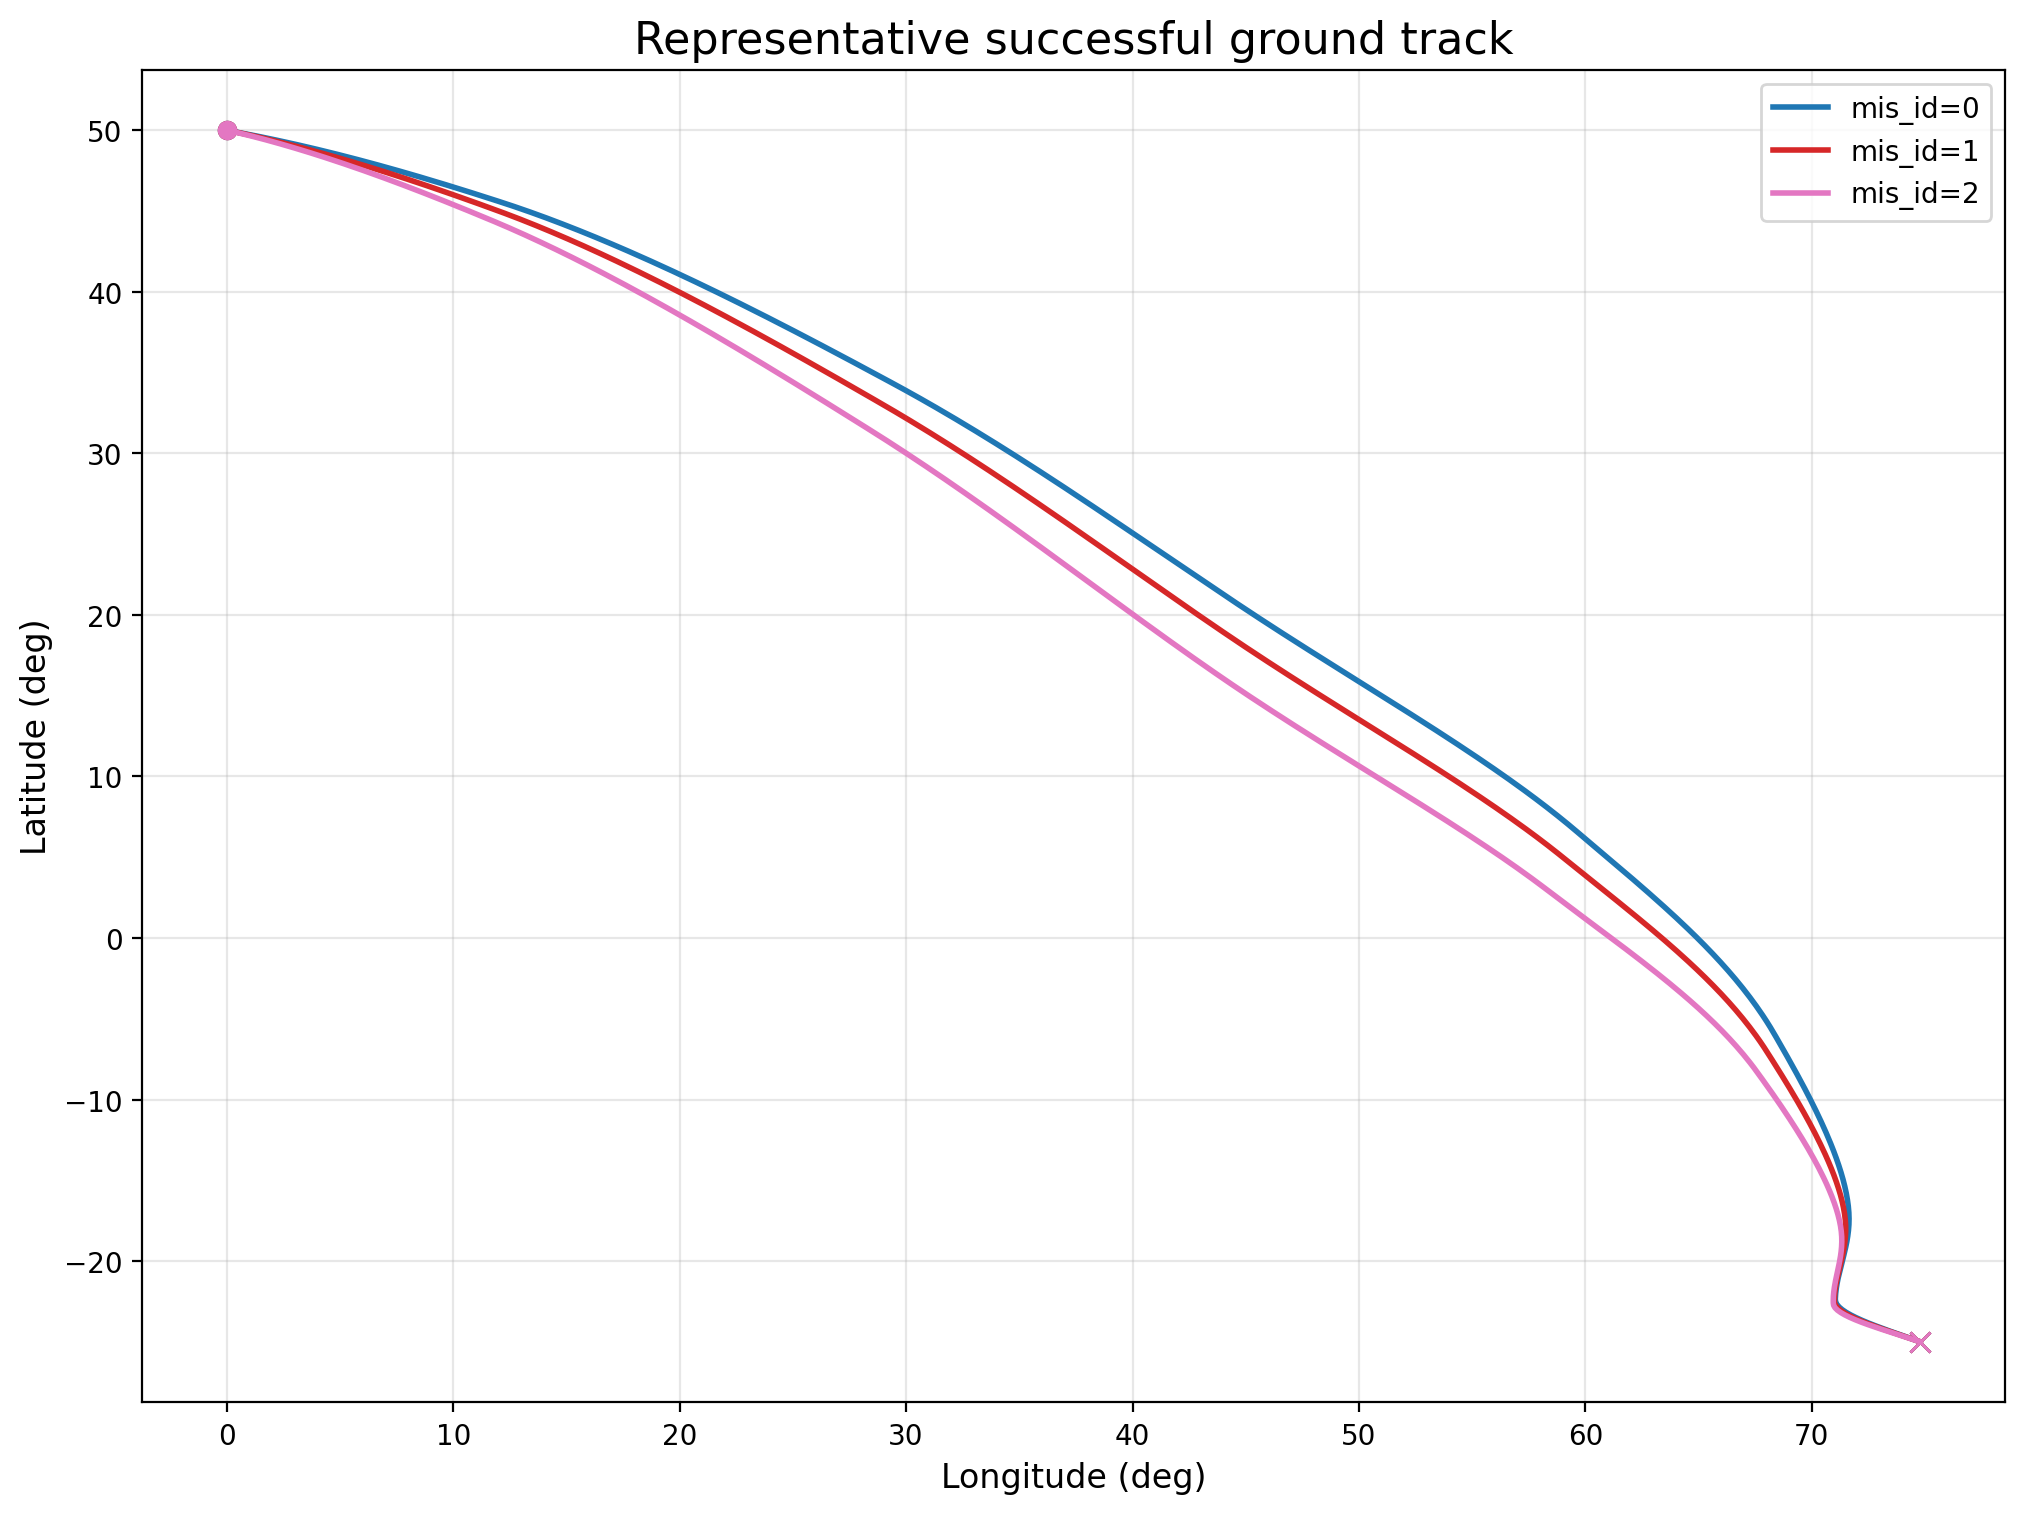 Representative successful ground track
mis_id=0
mis_id=1
mis_id=2
50
40
30
20
10
0
−10
−20
Latitude (deg)
0 10 20 30 40 50 60 70
Longitude (deg)